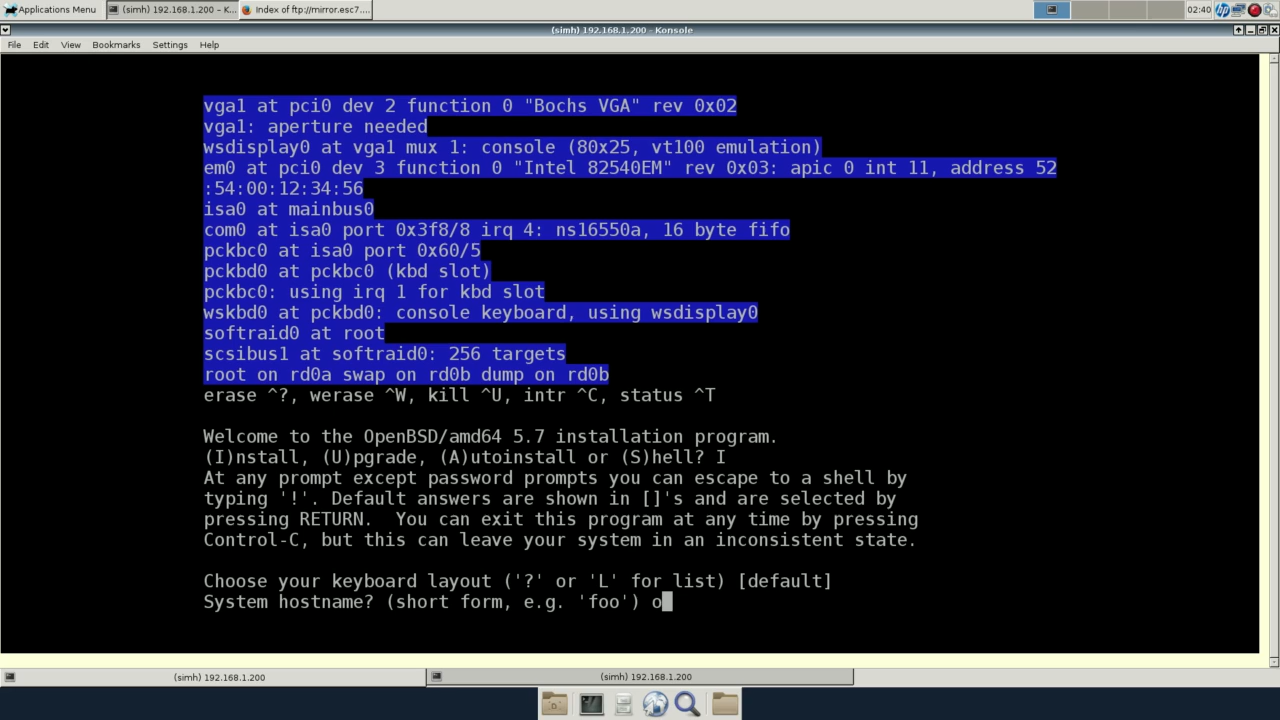 Applications Menu
(simh) 192.168.1.200 - K...
Index of ftp://mirror.esc7....
02:40
(simh) 192.168.1.200 - Konsole
File Edit View Bookmarks Settings Help
vga1 at pci0 dev 2 function 0 "Bochs VGA" rev 0x02
vga1: aperture needed
wsdisplay0 at vga1 mux 1: console (80x25, vt100 emulation)
em0 at pci0 dev 3 function 0 "Intel 82540EM" rev 0x03: apic 0 int 11, address 52
:54:00:12:34:56
isa0 at mainbus0
com0 at isa0 port 0x3f8/8 irq 4: ns16550a, 16 byte fifo
pckbc0 at isa0 port 0x60/5
pckbd0 at pckbc0 (kbd slot)
pckbc0: using irq 1 for kbd slot
wskbd0 at pckbd0: console keyboard, using wsdisplay0
softraid0 at root
scsibus1 at softraid0: 256 targets
root on rd0a swap on rd0b dump on rd0b
erase ^?, werase ^W, kill ^U, intr ^C, status ^T
Welcome to the OpenBSD/amd64 5.7 installation program.
(I)nstall, (U)pgrade, (A)utoinstall or (S)hell? I
At any prompt except password prompts you can escape to a shell by
typing '!'. Default answers are shown in []'s and are selected by
pressing RETURN.  You can exit this program at any time by pressing
Control-C, but this can leave your system in an inconsistent state.
Choose your keyboard layout ('?' or 'L' for list) [default]
System hostname? (short form, e.g. 'foo') o
(simh) 192.168.1.200
(simh) 192.168.1.200